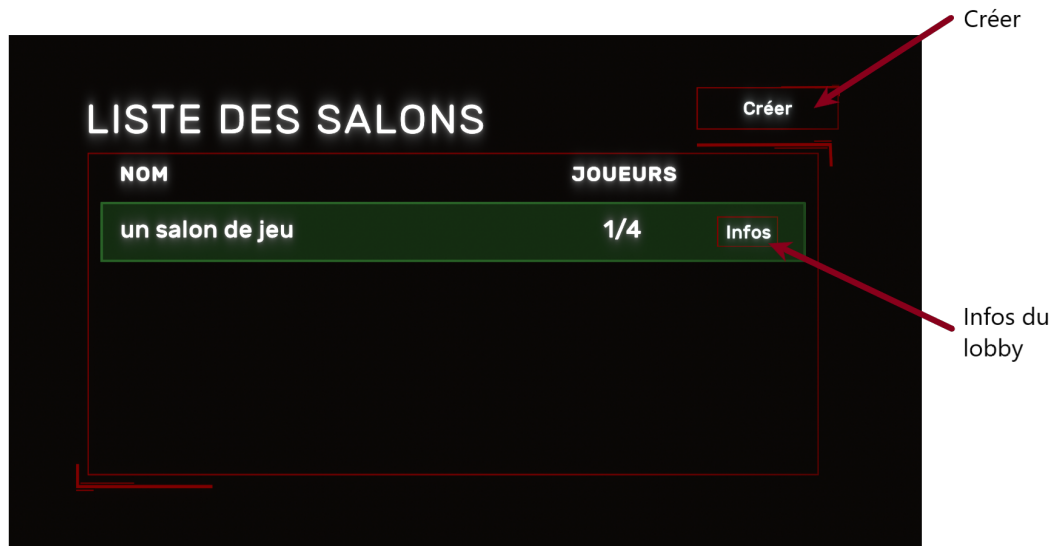 Créer
LISTE DES SALONS
Créer
NOM JOUEURS
un salon de jeu 1/4 Infos
Infos du
lobby